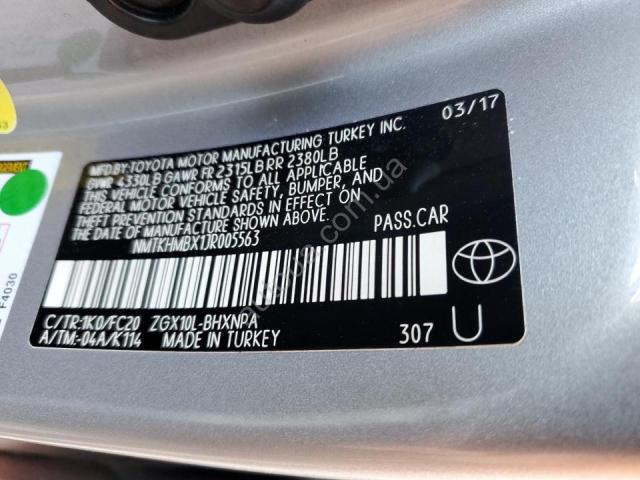 03/17
MFD BY: TOYOTA MOTOR MANUFACTURING TURKEY INC.
GVWR 4330LB GAWR FR 2315LB RR 2380LB
THIS VEHICLE CONFORMS TO ALL APPLICABLE
FEDERAL MOTOR VEHICLE SAFETY, BUMPER, AND
THEFT PREVENTION STANDARDS IN EFFECT ON
THE DATE OF MANUFACTURE SHOWN ABOVE.
NMTKHMBX1JR005563 PASS.CAR
C/TR:1K0/FC20 ZGX10L-BHXNPA
A/TM:-04A/K114 MADE IN TURKEY
307 U
F4030